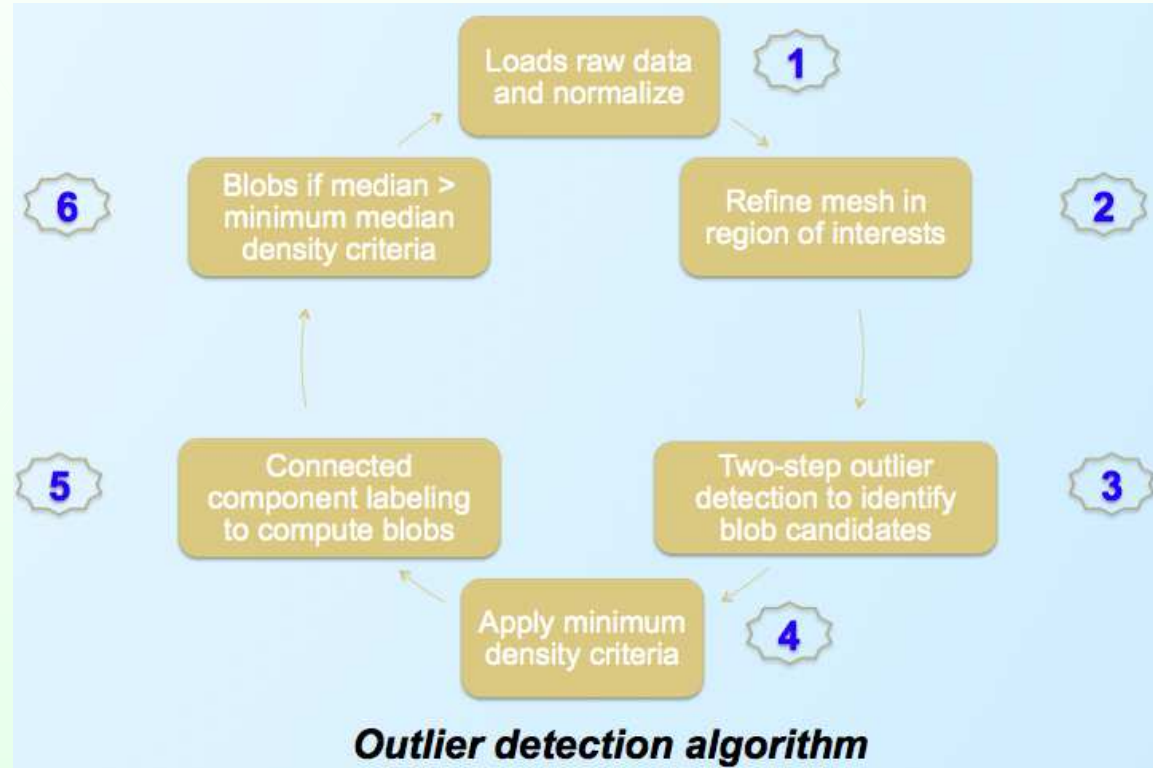 Loads raw data
and normalize
1
Refine mesh in
region of interests
2
Two-step outlier
detection to identify
blob candidates
3
Apply minimum
density criteria
4
Connected
component labeling
to compute blobs
5
Blobs if median >
minimum median
density criteria
6
Outlier detection algorithm